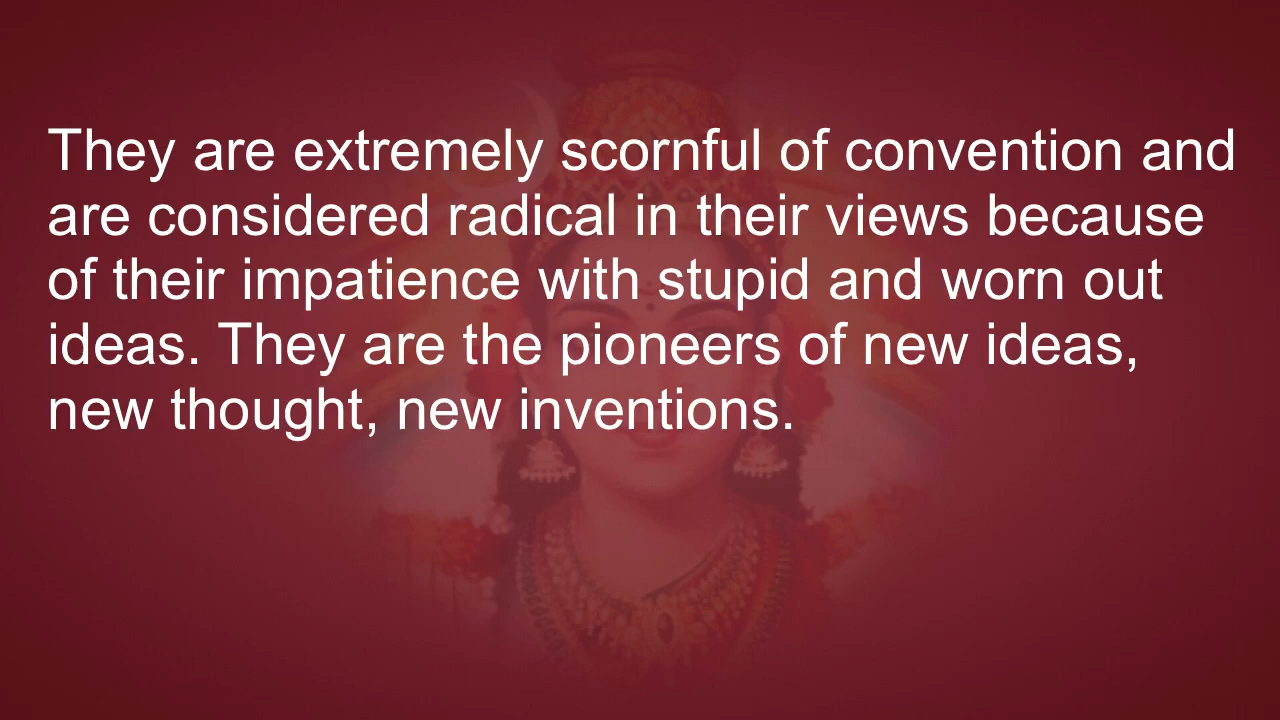 They are extremely scornful of convention and
are considered radical in their views because
of their impatience with stupid and worn out
ideas. They are the pioneers of new ideas,
new thought, new inventions.